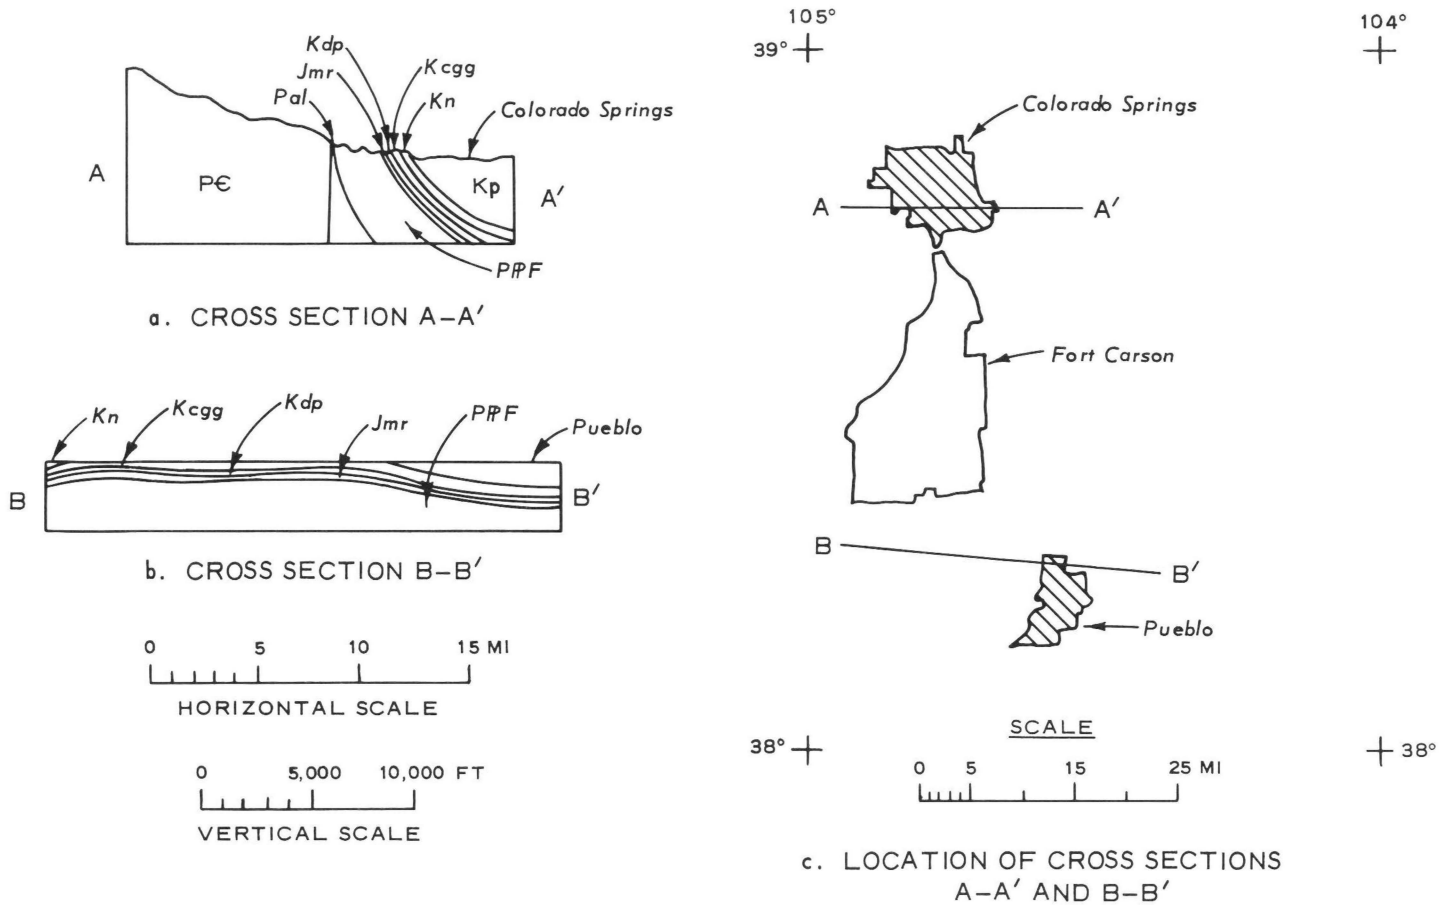 Kdp
Jmr
Kcgg
Pal
Kn
Colorado Springs
A
P€
Kp
A′
PIPF
a. CROSS SECTION A–A′
Kn
Kcgg
Kdp
Jmr
PIPF
Pueblo
B
B′
b. CROSS SECTION B–B′
0 5 10 15 MI
HORIZONTAL SCALE
0 5,000 10,000 FT
VERTICAL SCALE
105° 104°
39°
Colorado Springs
A A′
Fort Carson
B B′
Pueblo
38° 38°
SCALE
0 5 15 25 MI
c. LOCATION OF CROSS SECTIONS
A–A′ AND B–B′